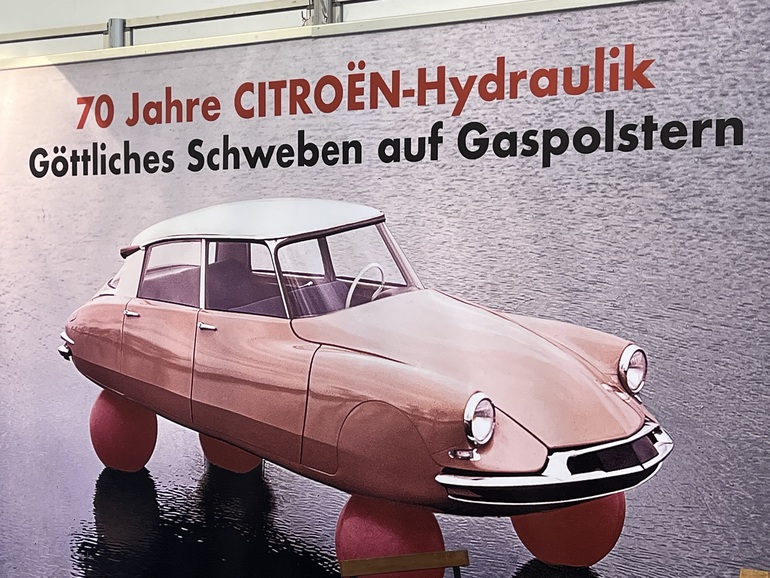 70 Jahre CITROËN-Hydraulik
Göttliches Schweben auf Gaspolstern